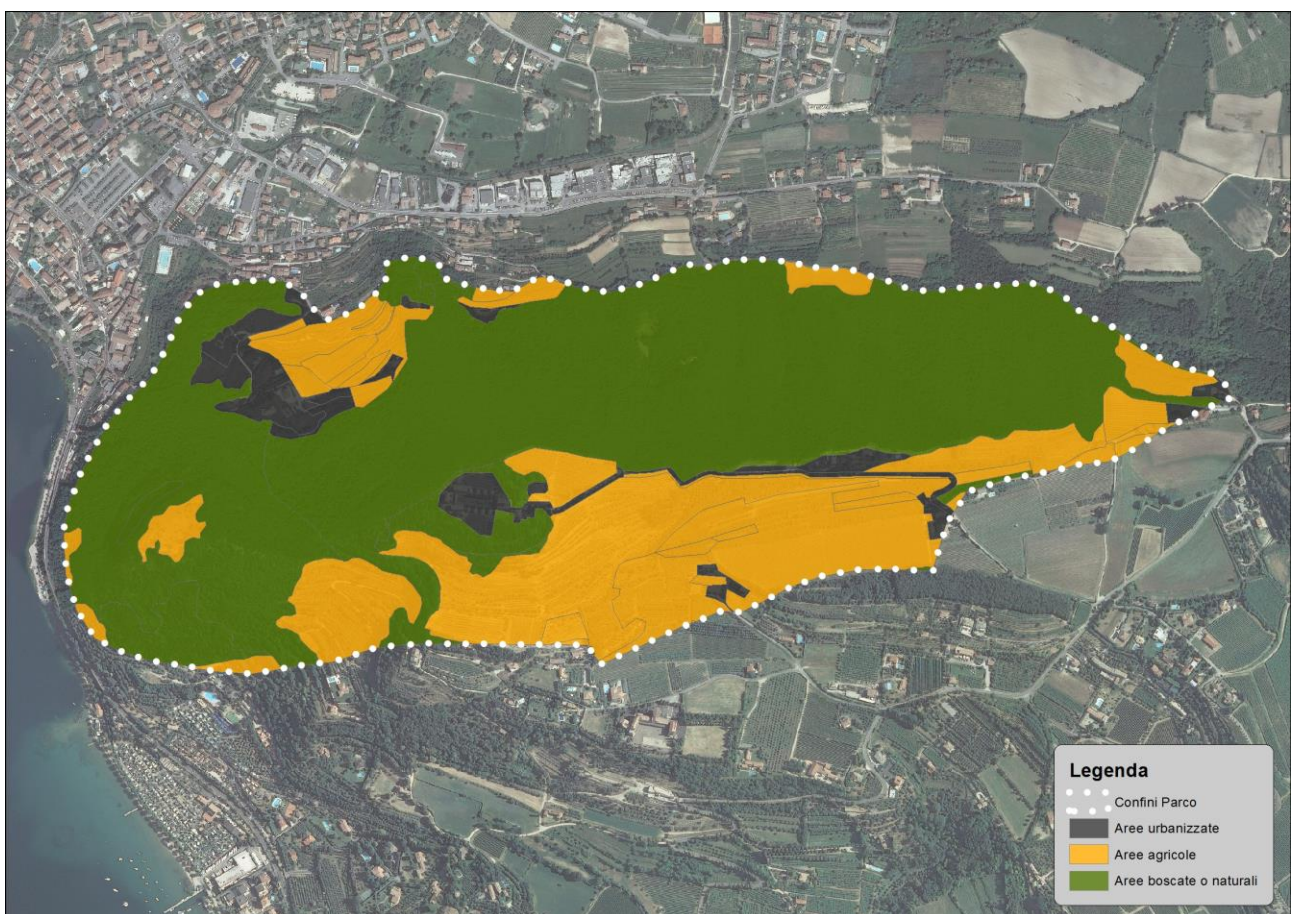 Legenda
Confini Parco
Aree urbanizzate
Aree agricole
Aree boscate o naturali